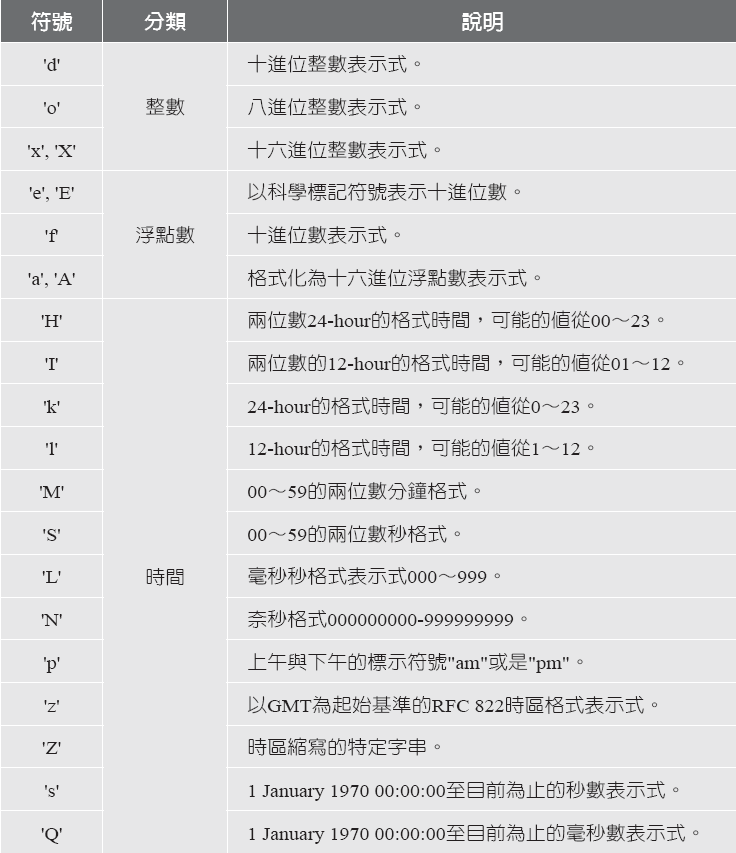 符號 分類 說明
'd' 十進位整數表示式。
'o' 整數 八進位整數表示式。
'x', 'X' 十六進位整數表示式。
'e', 'E' 以科學標記符號表示十進位數。
'f' 浮點數 十進位數表示式。
'a', 'A' 格式化為十六進位浮點數表示式。
'H' 兩位數24-hour的格式時間，可能的值從00～23。
'I' 兩位數的12-hour的格式時間，可能的值從01～12。
'k' 24-hour的格式時間，可能的值從0～23。
'l' 12-hour的格式時間，可能的值從1～12。
'M' 00～59的兩位數分鐘格式。
'S' 00～59的兩位數秒格式。
'L' 時間 毫秒秒格式表示式000～999。
'N' 奈秒格式000000000-999999999。
'p' 上午與下午的標示符號"am"或是"pm"。
'z' 以GMT為起始基準的RFC 822時區格式表示式。
'Z' 時區縮寫的特定字串。
's' 1 January 1970 00:00:00至目前為止的秒數表示式。
'Q' 1 January 1970 00:00:00至目前為止的毫秒數表示式。